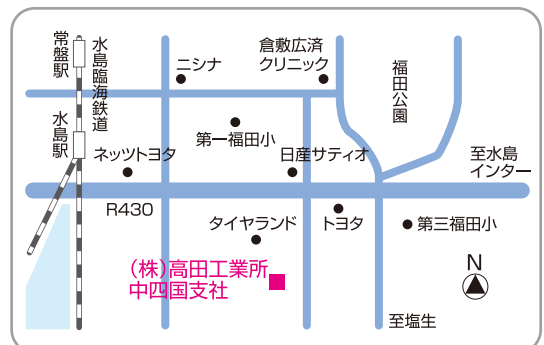 常盤駅
水島臨海鉄道
ニシナ
倉敷広済
クリニック
福田公園
水島駅
第一福田小
ネッツトヨタ
日産サティオ
至水島
インター
R430
タイヤランド
トヨタ
第三福田小
(株)高田工業所
中四国支社
N
至塩生